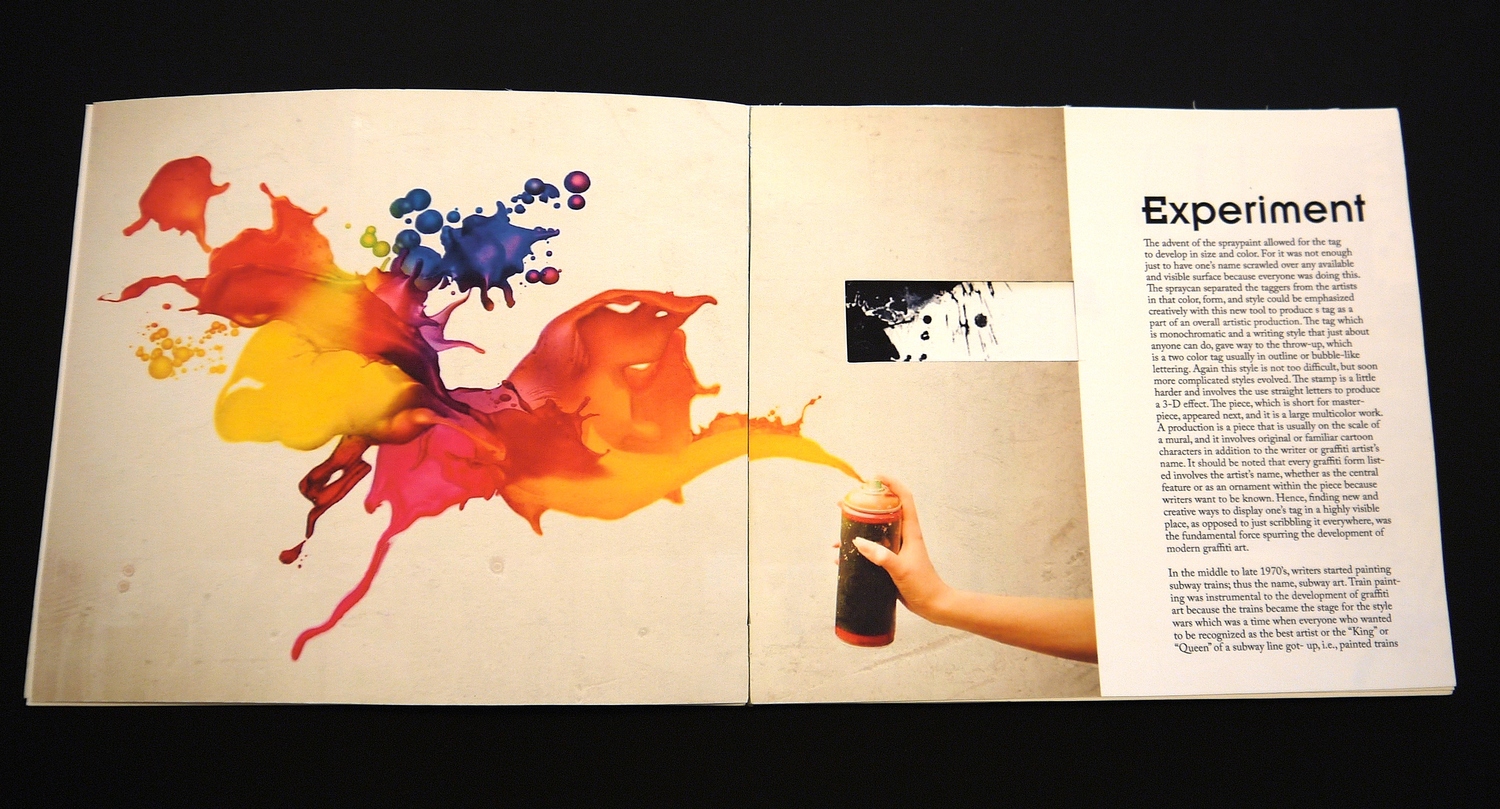 Experiment
The advent of the spraypaint allowed for the tag
to develop in size and color. For it was not enough
just to have one's name scrawled over any available
and visible surface because everyone was doing this.
The spraycan separated the taggers from the artists
in that color, form, and style could be emphasized
creatively with this new tool to produce s tag as a
part of an overall artistic production. The tag which
is monochromatic and a writing style that just about
anyone can do, gave way to the throw-up, which
is a two color tag usually in outline or bubble-like
lettering. Again this style is not too difficult, but soon
more complicated styles evolved. The stamp is a little
harder and involves the use straight letters to produce
a 3-D effect. The piece, which is short for master-
piece, appeared next, and it is a large multicolor work.
A production is a piece that is usually on the scale of
a mural, and it involves original or familiar cartoon
characters in addition to the writer or graffiti artist's
name. It should be noted that every graffiti form list-
ed involves the artist's name, whether as the central
feature or as an ornament within the piece because
writers want to be known. Hence, finding new and
creative ways to display one's tag in a highly visible
place, as opposed to just scribbling it everywhere, was
the fundamental force spurring the development of
modern graffiti art.
In the middle to late 1970's, writers started painting
subway trains; thus the name, subway art. Train paint-
ing was instrumental to the development of graffiti
art because the trains became the stage for the style
wars which was a time when everyone who wanted
to be recognized as the best artist or the "King" or
"Queen" of a subway line got- up, i.e., painted trains